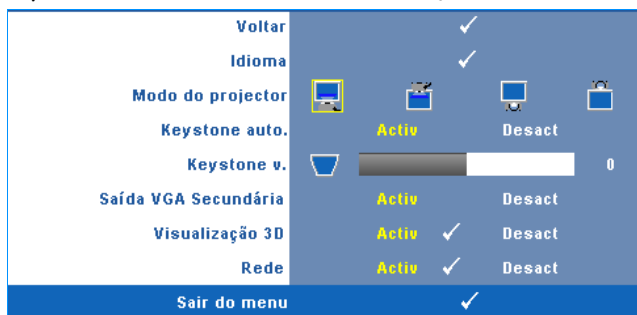 Voltar
Idioma
Modo do projector
Keystone auto. Activ Desact
Keystone v. 0
Saída VGA Secundária Activ Desact
Visualização 3D Activ Desact
Rede Activ Desact
Sair do menu